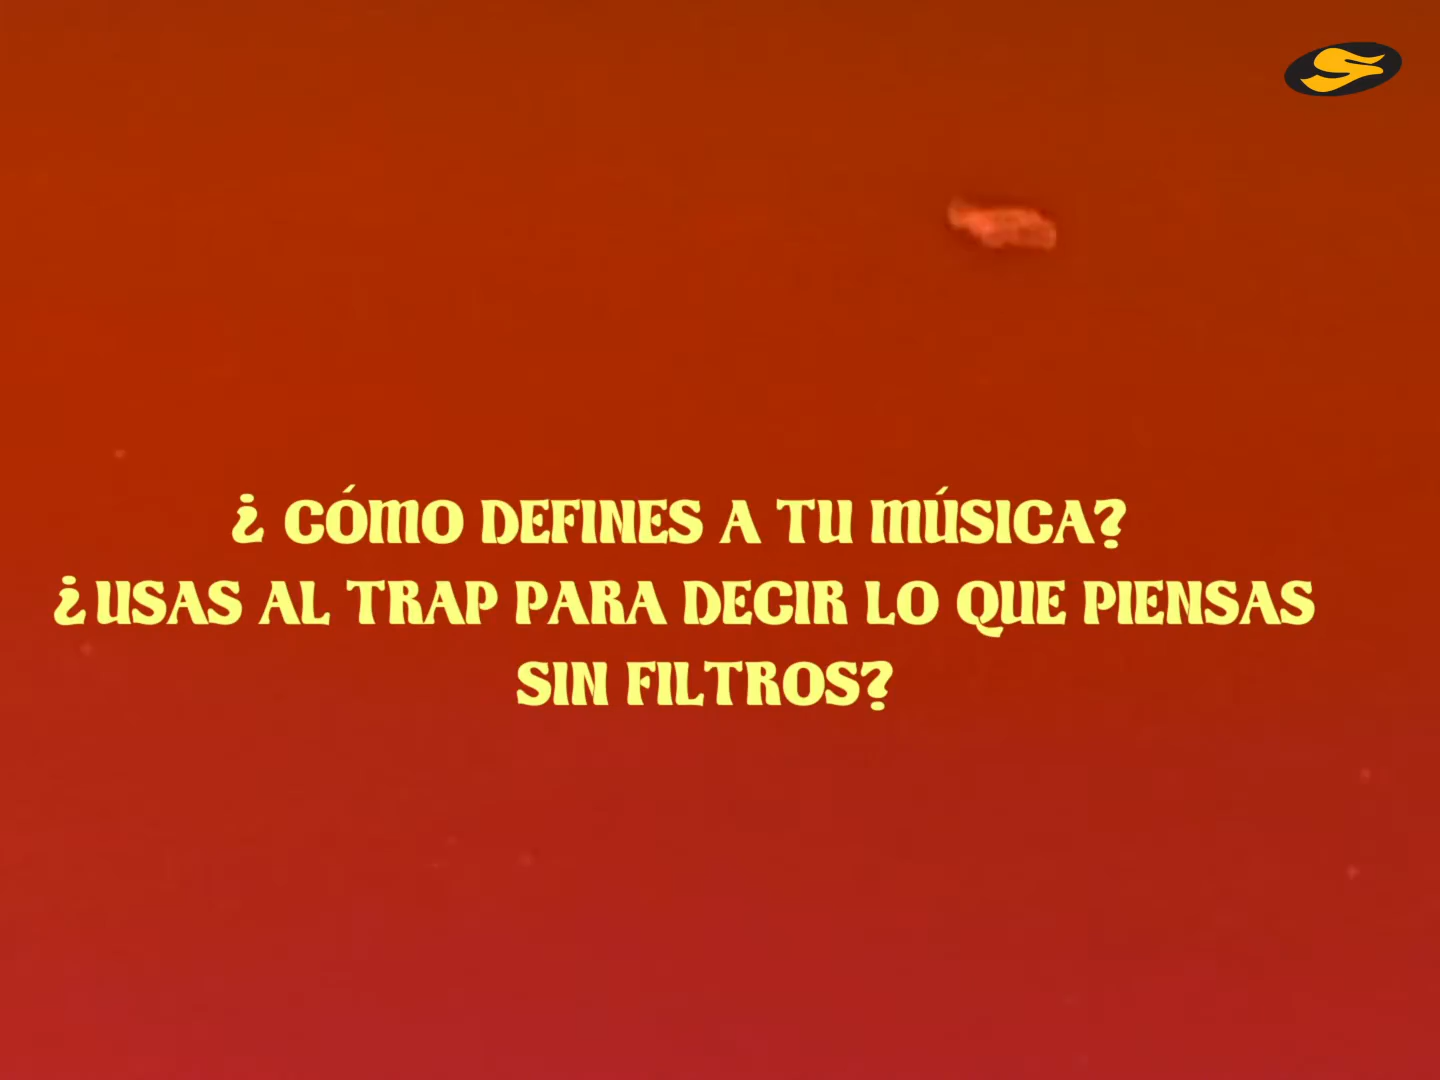 ¿ CÓMO DEFINES A TU MÚSICA?
¿USAS AL TRAP PARA DECIR LO QUE PIENSAS
SIN FILTROS?